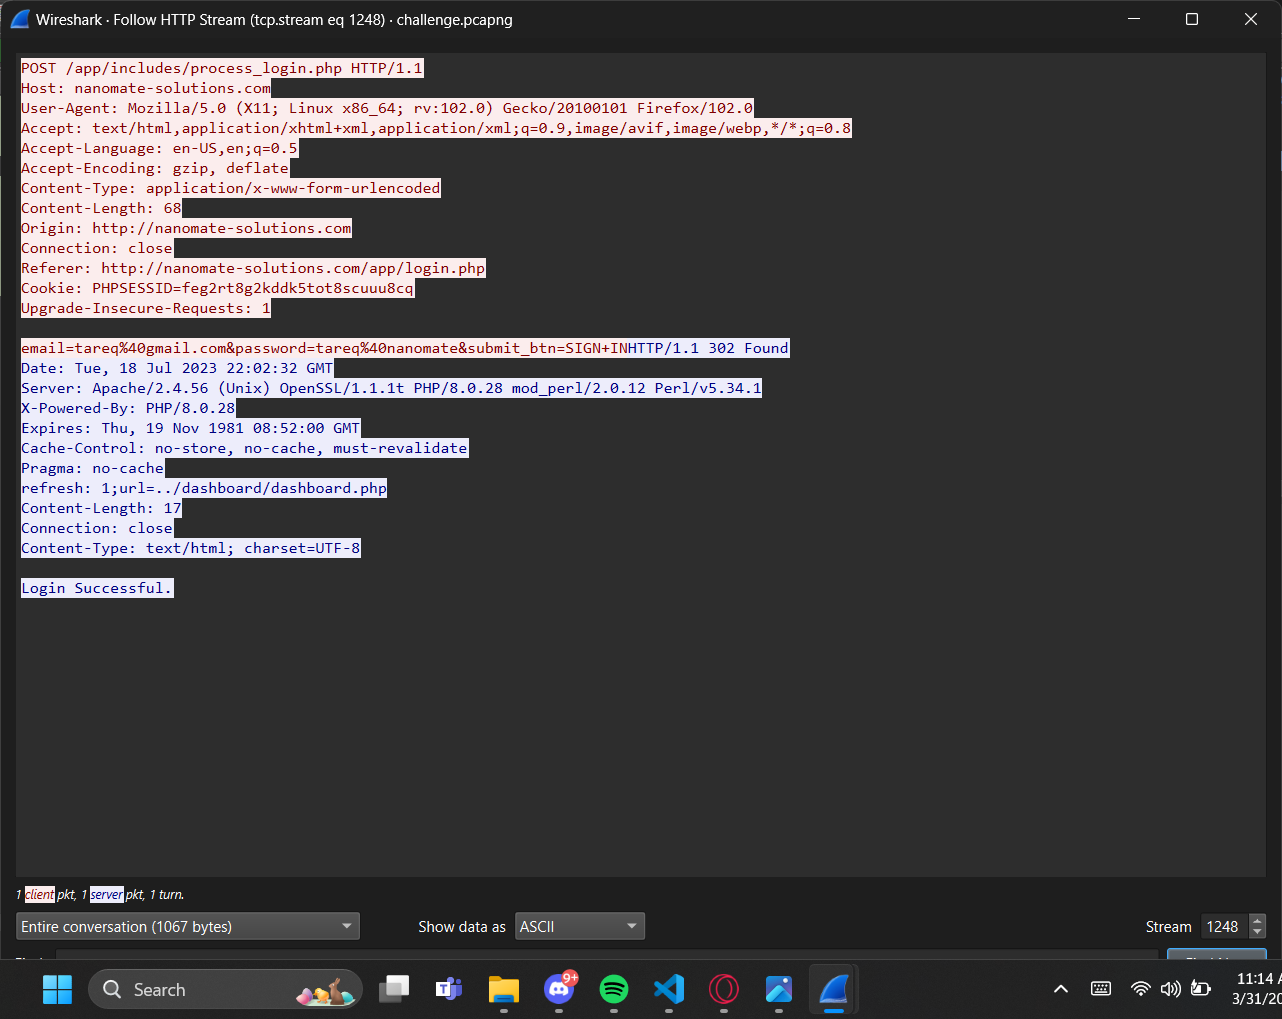 Wireshark · Follow HTTP Stream (tcp.stream eq 1248) · challenge.pcapng
POST /app/includes/process_login.php HTTP/1.1
Host: nanomate-solutions.com
User-Agent: Mozilla/5.0 (X11; Linux x86_64; rv:102.0) Gecko/20100101 Firefox/102.0
Accept: text/html,application/xhtml+xml,application/xml;q=0.9,image/avif,image/webp,*/*;q=0.8
Accept-Language: en-US,en;q=0.5
Accept-Encoding: gzip, deflate
Content-Type: application/x-www-form-urlencoded
Content-Length: 68
Origin: http://nanomate-solutions.com
Connection: close
Referer: http://nanomate-solutions.com/app/login.php
Cookie: PHPSESSID=feg2rt8g2kddk5tot8scuuu8cq
Upgrade-Insecure-Requests: 1
email=tareq%40gmail.com&password=tareq%40nanomate&submit_btn=SIGN+INHTTP/1.1 302 Found
Date: Tue, 18 Jul 2023 22:02:32 GMT
Server: Apache/2.4.56 (Unix) OpenSSL/1.1.1t PHP/8.0.28 mod_perl/2.0.12 Perl/v5.34.1
X-Powered-By: PHP/8.0.28
Expires: Thu, 19 Nov 1981 08:52:00 GMT
Cache-Control: no-store, no-cache, must-revalidate
Pragma: no-cache
refresh: 1;url=../dashboard/dashboard.php
Content-Length: 17
Connection: close
Content-Type: text/html; charset=UTF-8
Login Successful.
1 client pkt, 1 server pkt, 1 turn.
Entire conversation (1067 bytes) Show data as ASCII Stream 1248
Search 9+ 11:14
3/31/20